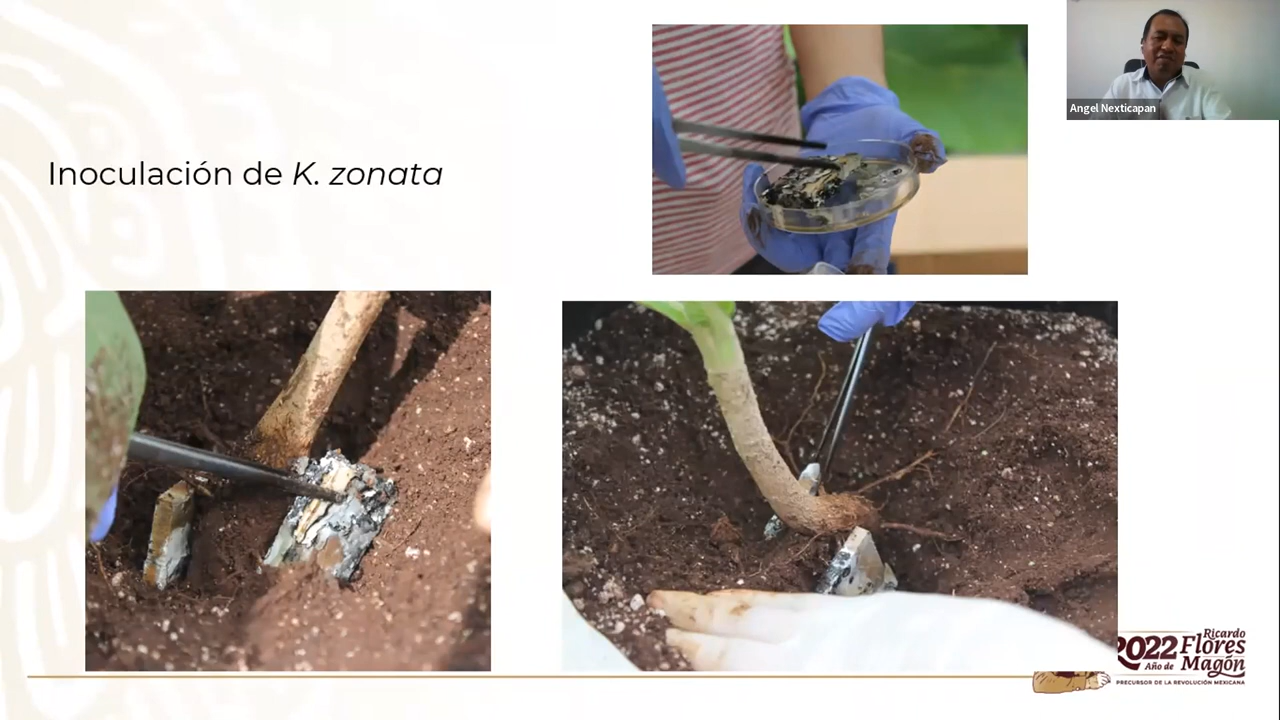 Angel Nexticapan
Inoculación de K. zonata
2022 Ricardo
Año de Flores
Magón
PRECURSOR DE LA REVOLUCIÓN MEXICANA